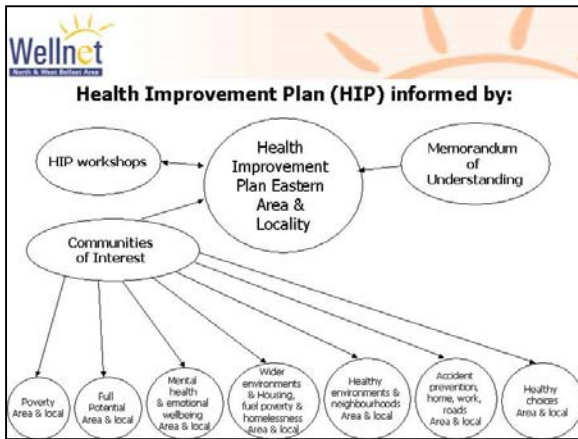 Wellnet
North & West Belfast Area
Health Improvement Plan (HIP) informed by:
HIP workshops
Health
Improvement
Plan Eastern
Area &
Locality
Memorandum
of
Understanding
Communities
of Interest
Poverty
Area & local
Full
Potential
Area & local
Mental
health
& emotional
wellbeing
Area & local
Wider
environments
& Housing,
fuel poverty &
homelessness
Area & local
Healthy
environments &
neighbourhoods
Area & local
Accident
prevention,
home, work,
roads
Area & local
Healthy
choices
Area & local